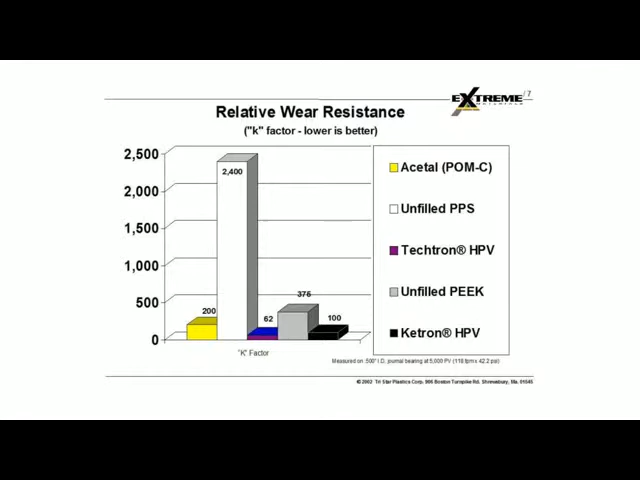 EXTREME
MATERIALS
/ 7
Relative Wear Resistance
("k" factor - lower is better)
2,500
2,000
1,500
1,000
500
0
2,400
200
62
376
100
"K" Factor
Acetal (POM-C)
Unfilled PPS
Techtron® HPV
Unfilled PEEK
Ketron® HPV
Measured on .500" I.D. journal bearing at 5,000 PV (118 fpm x 42.2 psi)
© 2002 Tri Star Plastics Corp. 906 Boston Turnpike Rd. Shrewsbury, Ma. 01545